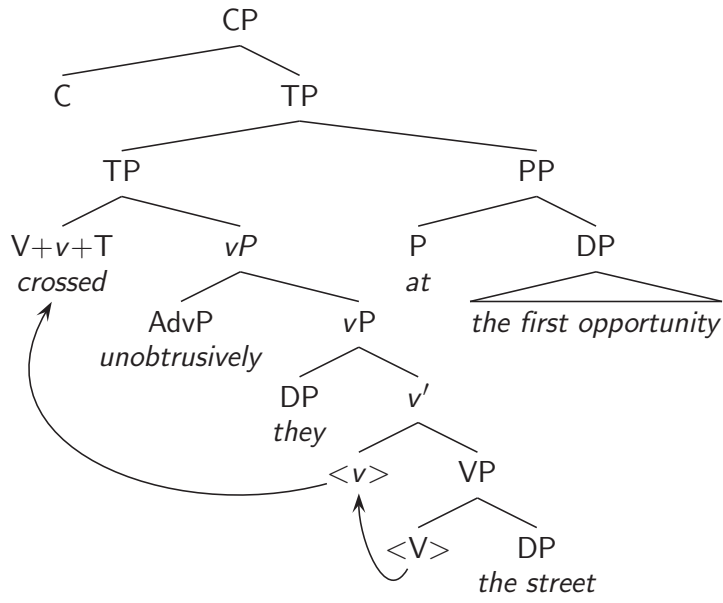 CP
C TP
TP PP
V+v+T vP P DP
crossed at
AdvP vP the first opportunity
unobtrusively
DP v′
they
<v> VP
<V> DP
the street